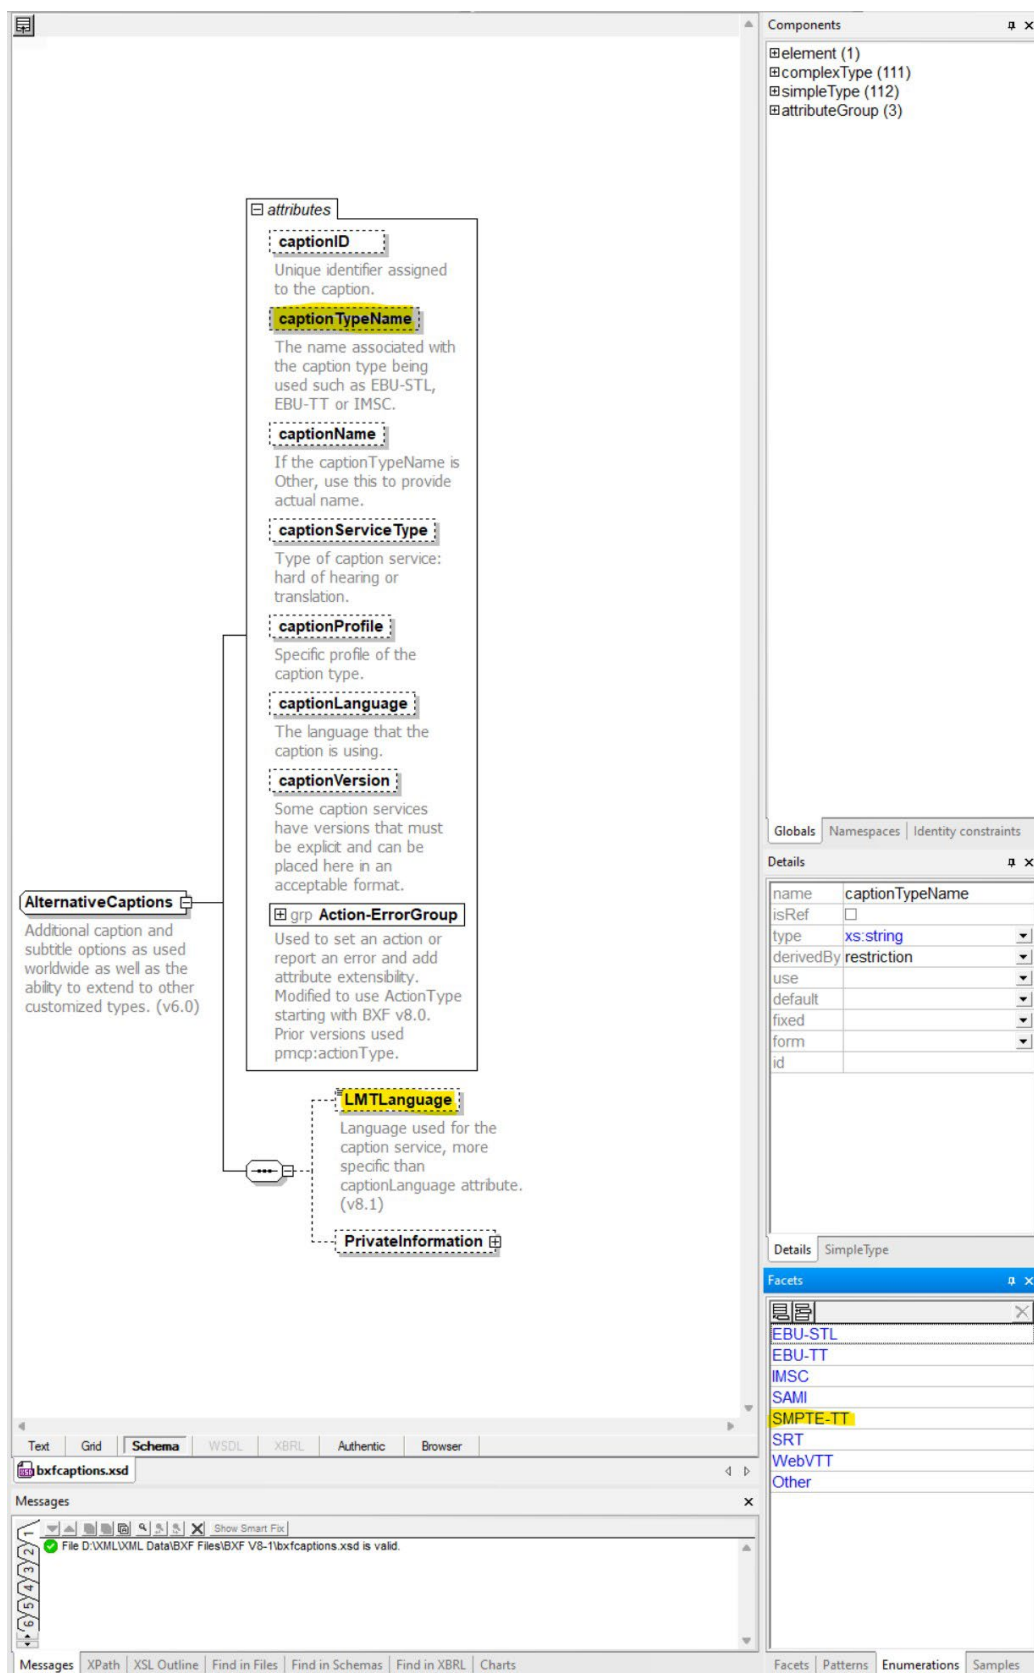 attributes
captionID
Unique identifier assigned
to the caption.
captionTypeName
The name associated with
the caption type being
used such as EBU-STL,
EBU-TT or IMSC.
captionName
If the captionTypeName is
Other, use this to provide
actual name.
captionServiceType
Type of caption service:
hard of hearing or
translation.
captionProfile
Specific profile of the
caption type.
captionLanguage
The language that the
caption is using.
captionVersion
Some caption services
have versions that must
be explicit and can be
placed here in an
acceptable format.
grp Action-ErrorGroup
Used to set an action or
report an error and add
attribute extensibility.
Modified to use ActionType
starting with BXF v8.0.
Prior versions used
pmcp:actionType.
AlternativeCaptions
Additional caption and
subtitle options as used
worldwide as well as the
ability to extend to other
customized types. (v6.0)
LMTLanguage
Language used for the
caption service, more
specific than
captionLanguage attribute.
(v8.1)
PrivateInformation
Text Grid Schema WSDL XBRL Authentic Browser
bxfcaptions.xsd
Messages
Show Smart Fix
File D:\XML\XML Data\BXF Files\BXF V8-1\bxfcaptions.xsd is valid.
1
2
3
4
5
6
Messages XPath XSL Outline Find in Files Find in Schemas Find in XBRL Charts
Components
element (1)
complexType (111)
simpleType (112)
attributeGroup (3)
Globals Namespaces Identity constraints
Details
name captionTypeName
isRef
type xs:string
derivedBy restriction
use
default
fixed
form
id
Details SimpleType
Facets
EBU-STL
EBU-TT
IMSC
SAMI
SMPTE-TT
SRT
WebVTT
Other
Facets Patterns Enumerations Samples